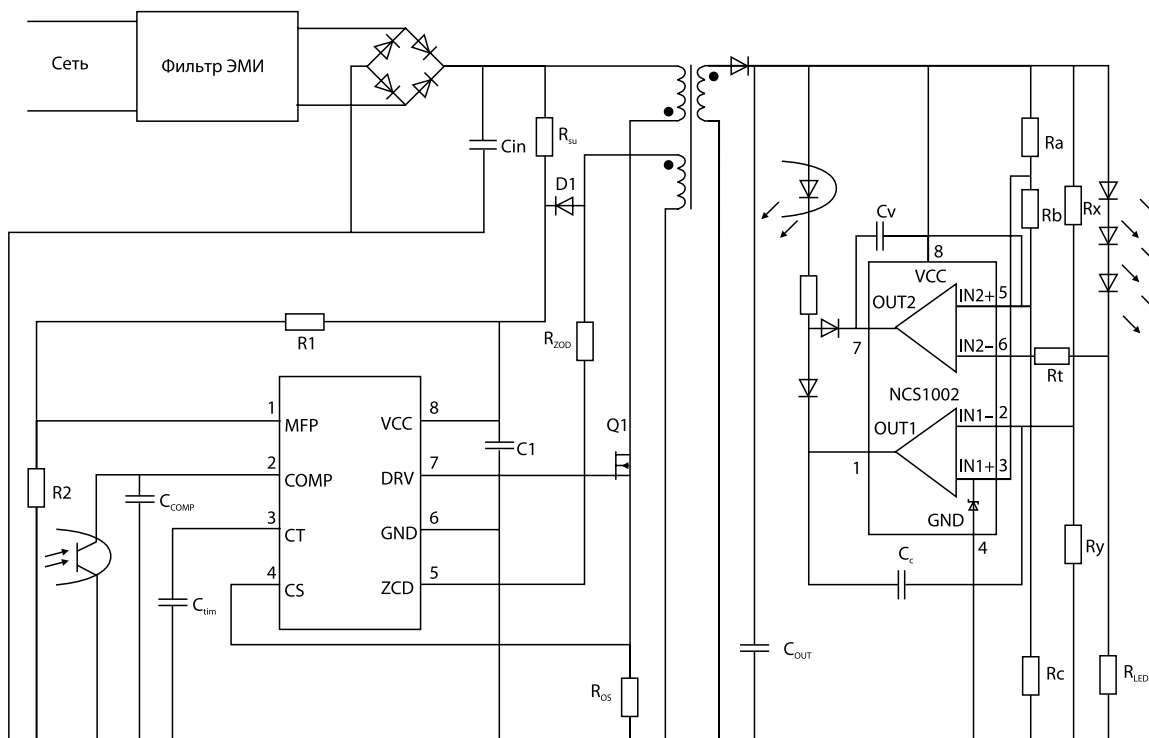 Сеть
Фильтр ЭМИ
Cin
Rsu
D1
R1
RZOD
Q1
C1
R2
CCOMP
Ctim
1
MFP
2
COMP
3
CT
4
CS
8
VCC
7
DRV
6
GND
5
ZCD
ROS
COUT
Cv
8
VCC
OUT2
7
IN2+
5
IN2–
6
NCS1002
OUT1
1
IN1–
2
IN1+
3
GND
4
Cc
Ra
Rb
Rx
Rt
Ry
Rc
RLED